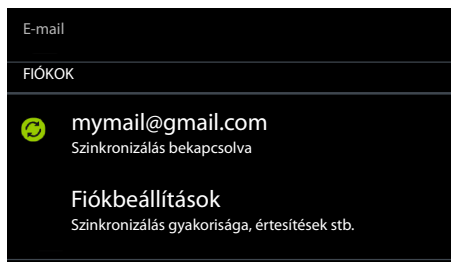 E-mail
FIÓKOK
mymail@gmail.com
Szinkronizálás bekapcsolva
Fiókbeállítások
Szinkronizálás gyakorisága, értesítések stb.